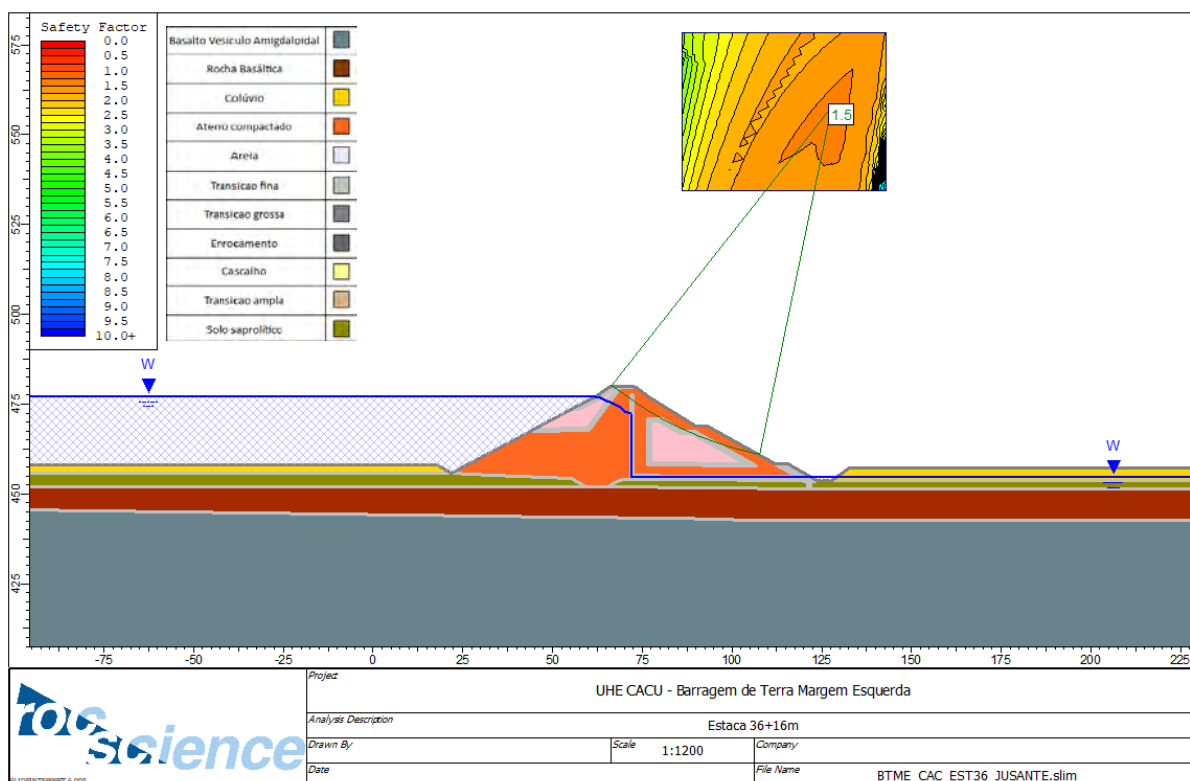 Safety Factor
0.0
0.5
1.0
1.5
2.0
2.5
3.0
3.5
4.0
4.5
5.0
5.5
6.0
6.5
7.0
7.5
8.0
8.5
9.0
9.5
10.0+
Basalto Vesículo Amigdaloidal
Rocha Basáltica
Colúvio
Aterro compactado
Areia
Transicao fina
Transicao grossa
Enrocamento
Cascalho
Transicao ampla
Solo saprolítico
1.5
W
W
575
550
525
500
475
450
425
-75 -50 -25 0 25 50 75 100 125 150 175 200 225
rocscience
Project
UHE CACU - Barragem de Terra Margem Esquerda
Analysis Description
Estaca 36+16m
Drawn By
Scale 1:1200
Company
Date
File Name
BTME_CAC_EST36_JUSANTE.slim